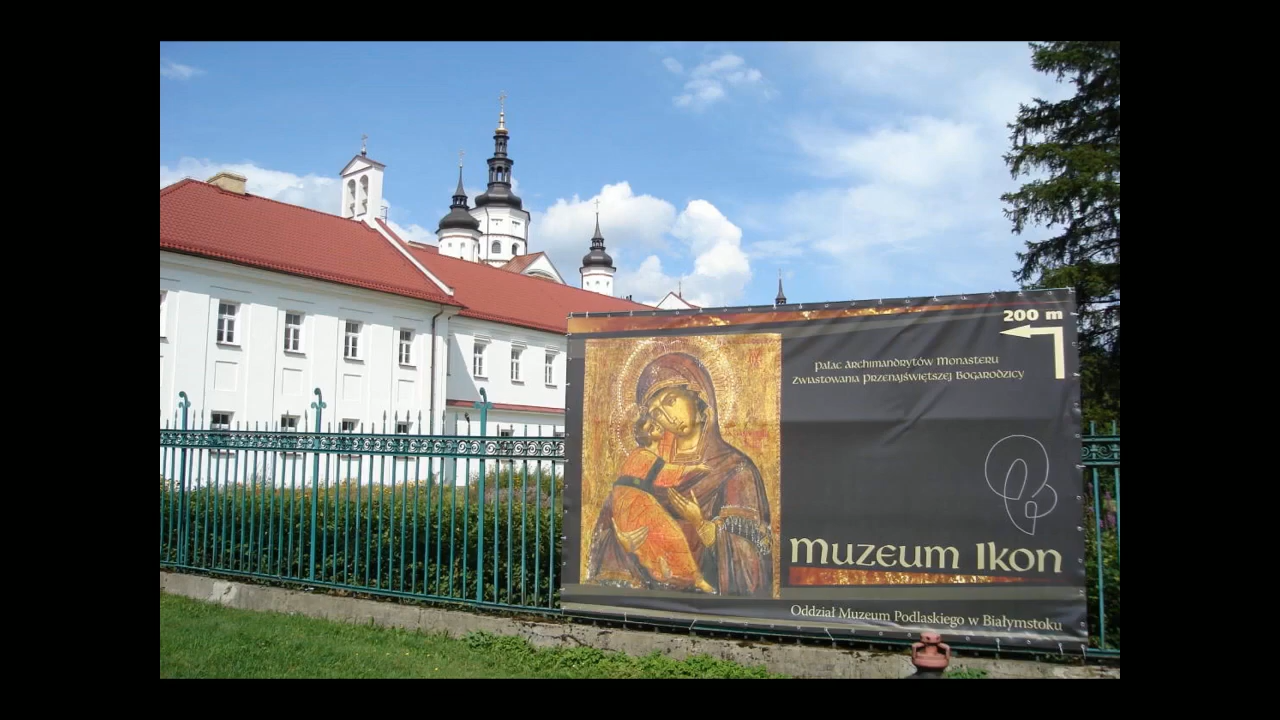 200 m
Pałac Archimandrytów Monasteru
Zwiastowania Przenajświętszej Bogarodzicy
Muzeum Ikon
Oddział Muzeum Podlaskiego w Białymstoku